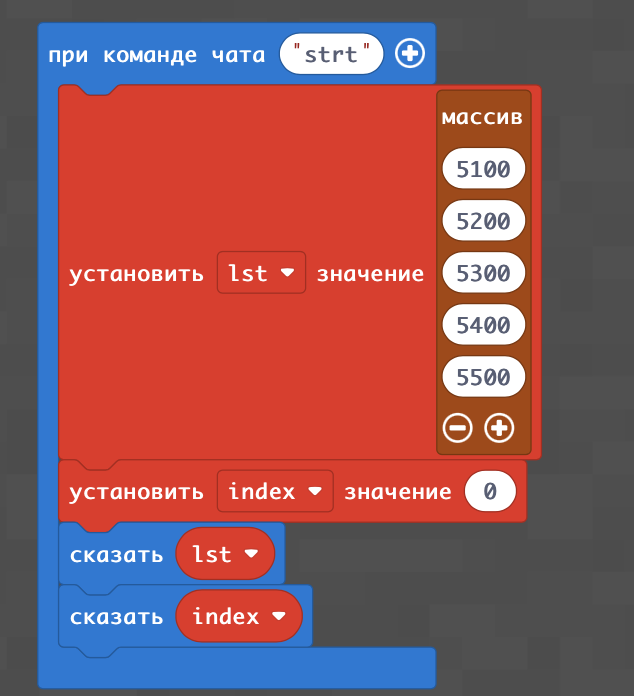 при команде чата "strt"
массив
5100
5200
5300
5400
5500
установить lst значение
установить index значение 0
сказать lst
сказать index